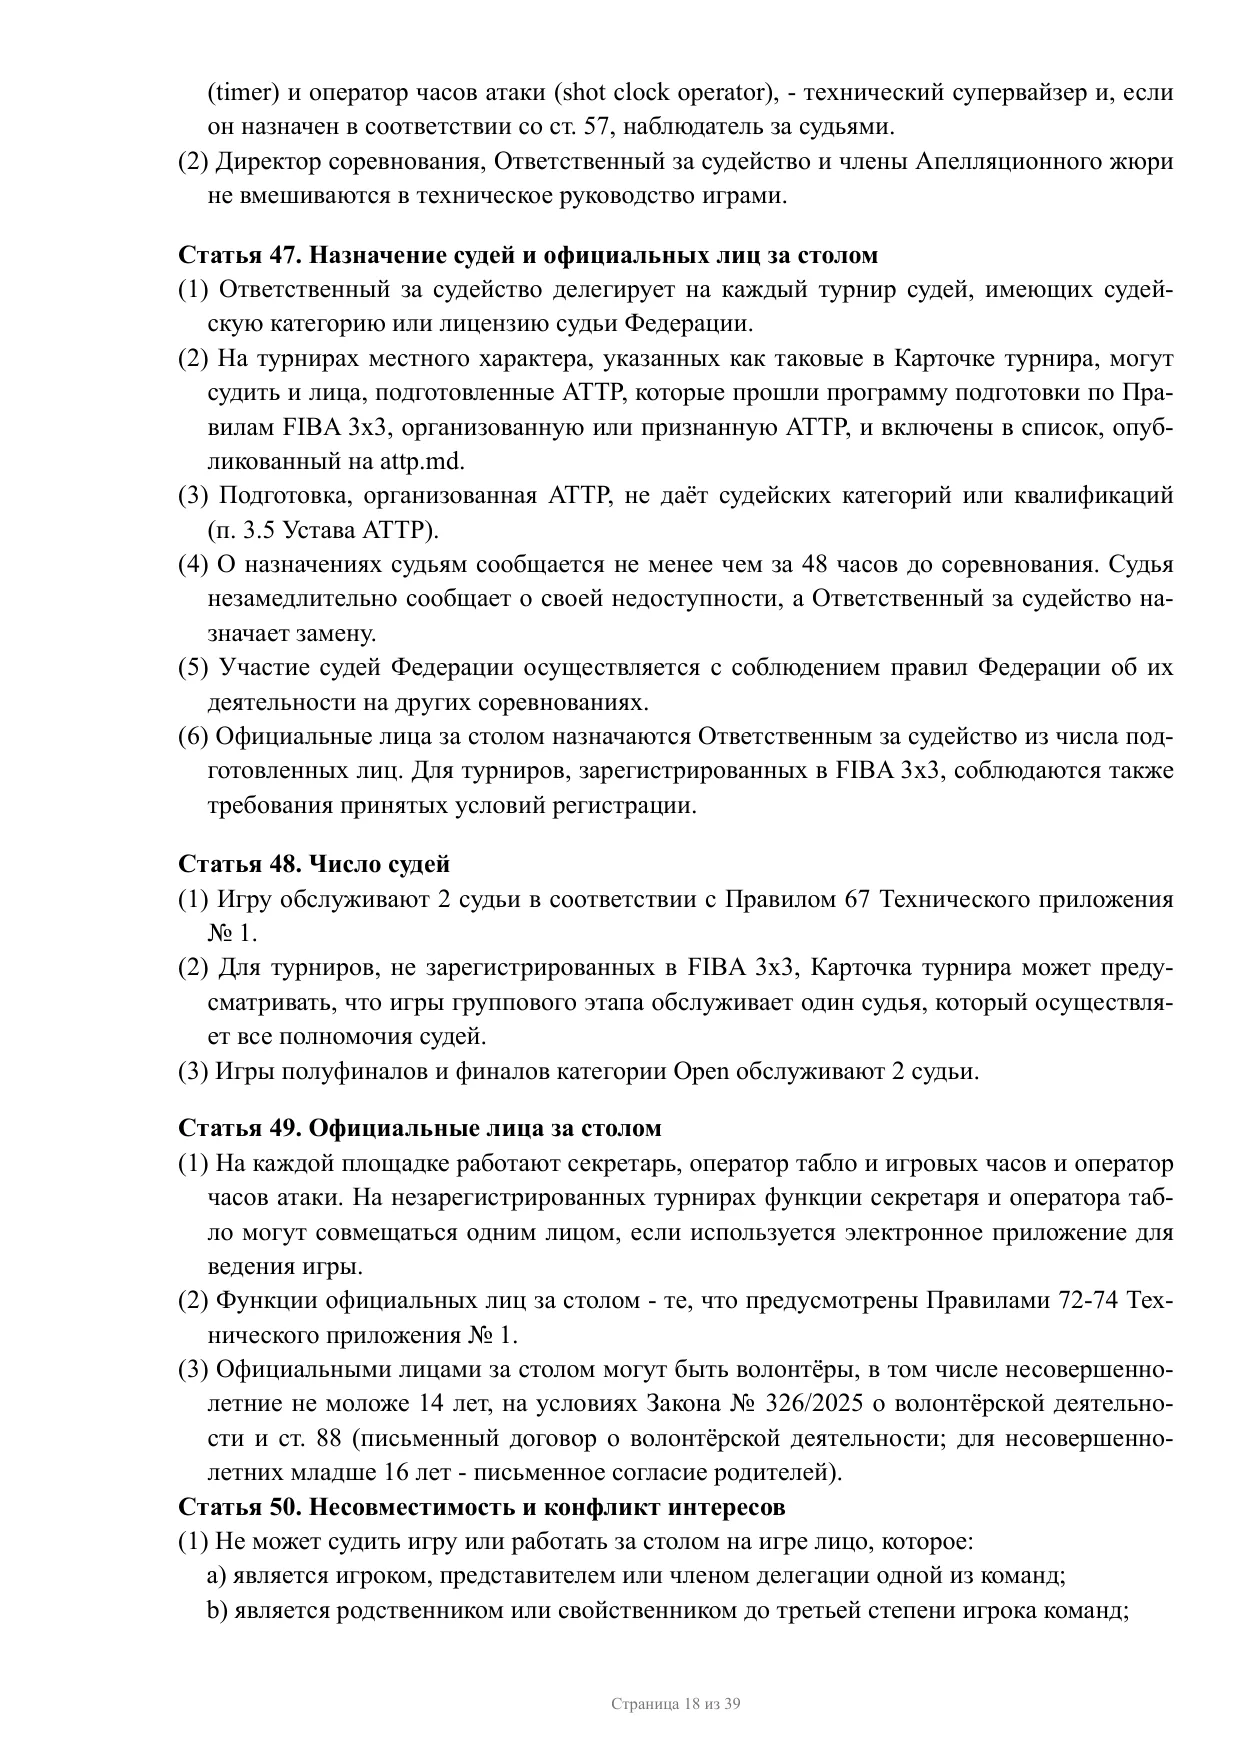 (timer) и оператор часов атаки (shot clock operator), - технический супервайзер и, если
он назначен в соответствии со ст. 57, наблюдатель за судьями.
(2) Директор соревнования, Ответственный за судейство и члены Апелляционного жюри
не вмешиваются в техническое руководство играми.
Статья 47. Назначение судей и официальных лиц за столом
(1) Ответственный за судейство делегирует на каждый турнир судей, имеющих судей-
скую категорию или лицензию судьи Федерации.
(2) На турнирах местного характера, указанных как таковые в Карточке турнира, могут
судить и лица, подготовленные АТТР, которые прошли программу подготовки по Пра-
вилам FIBA 3x3, организованную или признанную АТТР, и включены в список, опуб-
ликованный на attp.md.
(3) Подготовка, организованная АТТР, не даёт судейских категорий или квалификаций
(п. 3.5 Устава АТТР).
(4) О назначениях судьям сообщается не менее чем за 48 часов до соревнования. Судья
незамедлительно сообщает о своей недоступности, а Ответственный за судейство на-
значает замену.
(5) Участие судей Федерации осуществляется с соблюдением правил Федерации об их
деятельности на других соревнованиях.
(6) Официальные лица за столом назначаются Ответственным за судейство из числа под-
готовленных лиц. Для турниров, зарегистрированных в FIBA 3x3, соблюдаются также
требования принятых условий регистрации.
Статья 48. Число судей
(1) Игру обслуживают 2 судьи в соответствии с Правилом 67 Технического приложения
№ 1.
(2) Для турниров, не зарегистрированных в FIBA 3x3, Карточка турнира может преду-
сматривать, что игры группового этапа обслуживает один судья, который осуществля-
ет все полномочия судей.
(3) Игры полуфиналов и финалов категории Open обслуживают 2 судьи.
Статья 49. Официальные лица за столом
(1) На каждой площадке работают секретарь, оператор табло и игровых часов и оператор
часов атаки. На незарегистрированных турнирах функции секретаря и оператора таб-
ло могут совмещаться одним лицом, если используется электронное приложение для
ведения игры.
(2) Функции официальных лиц за столом - те, что предусмотрены Правилами 72-74 Тех-
нического приложения № 1.
(3) Официальными лицами за столом могут быть волонтёры, в том числе несовершенно-
летние не моложе 14 лет, на условиях Закона № 326/2025 о волонтёрской деятельно-
сти и ст. 88 (письменный договор о волонтёрской деятельности; для несовершенно-
летних младше 16 лет - письменное согласие родителей).
Статья 50. Несовместимость и конфликт интересов
(1) Не может судить игру или работать за столом на игре лицо, которое:
a) является игроком, представителем или членом делегации одной из команд;
b) является родственником или свойственником до третьей степени игрока команд;
Страница 18 из 39